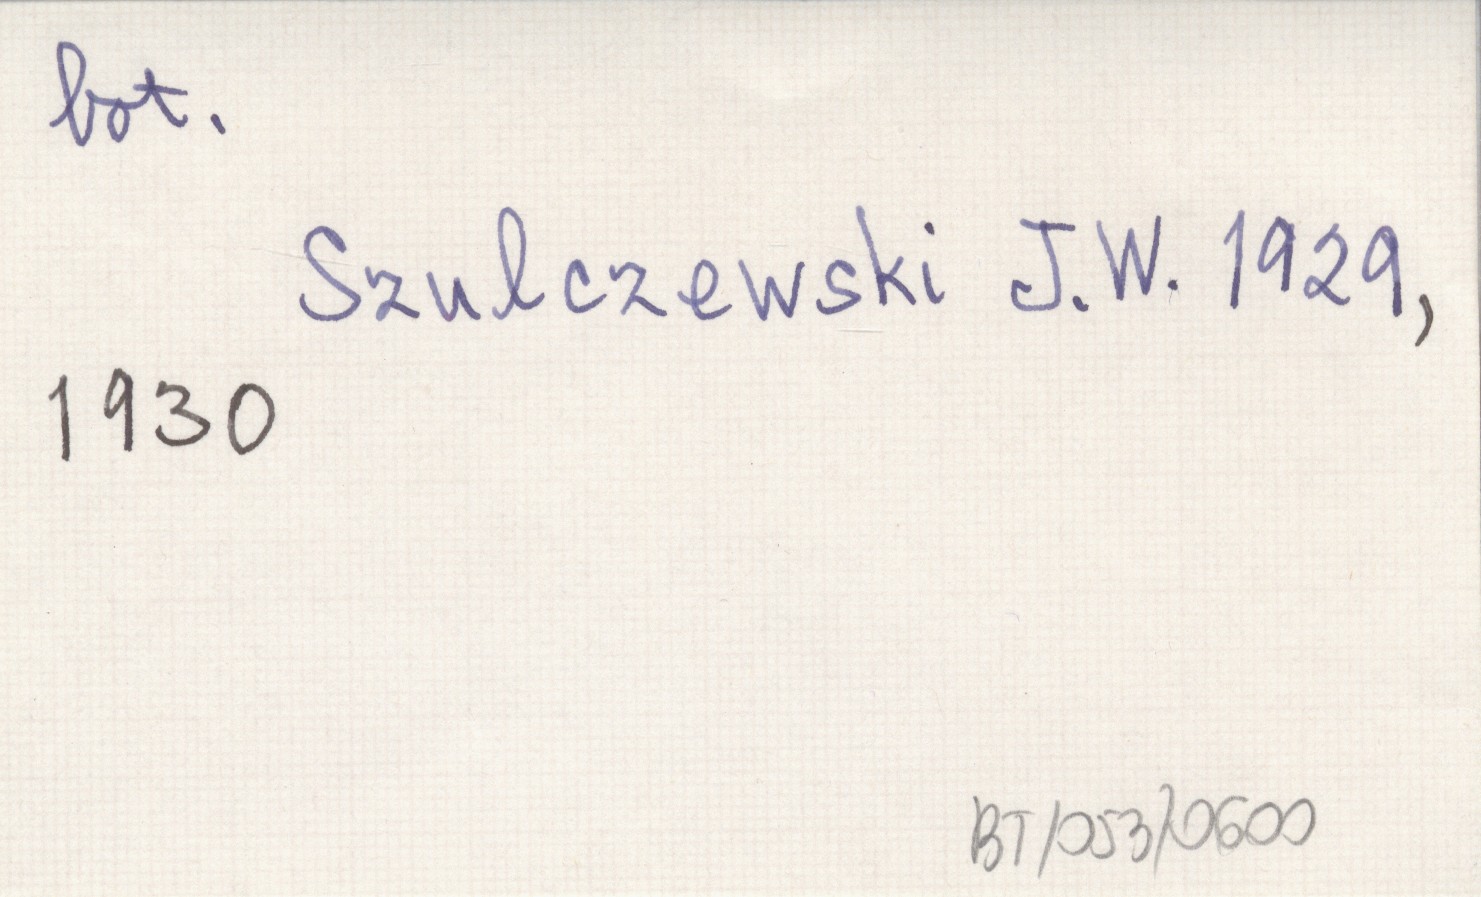 bot.
Szulczewski J.W. 1929,
1930
BT/053/0600